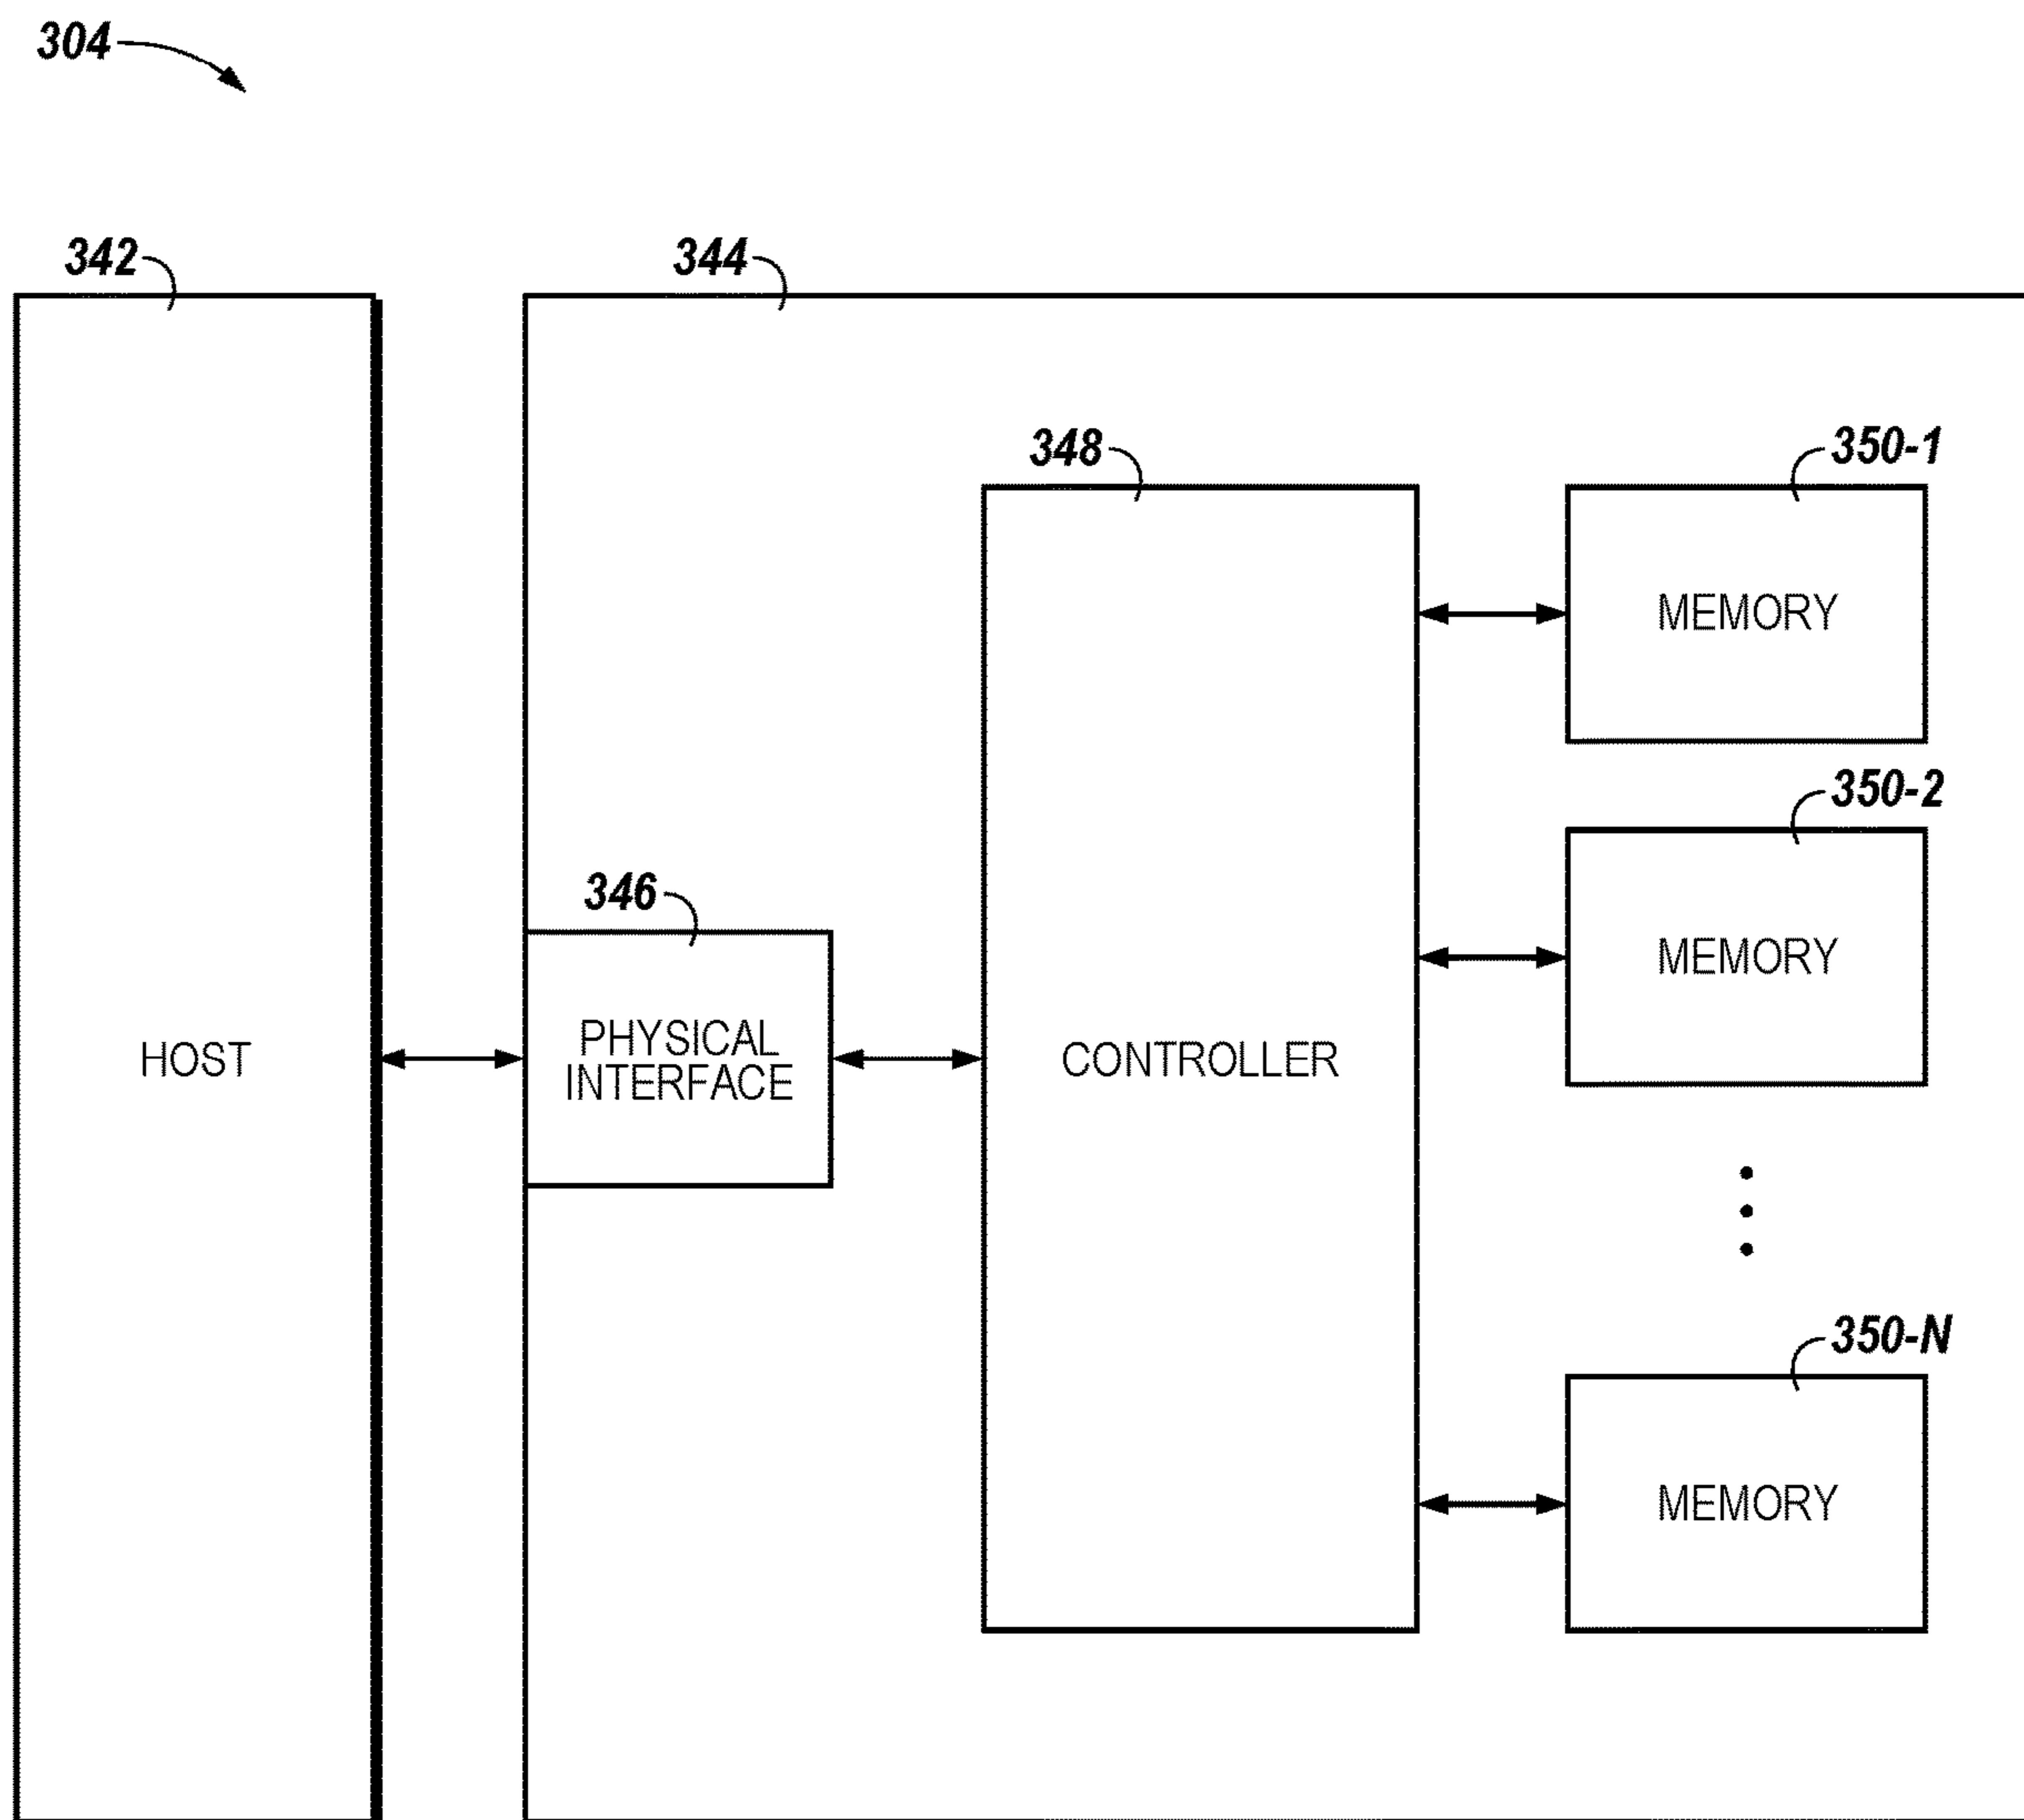 304
342
344
348
350-1
MEMORY
350-2
346
MEMORY
HOST
PHYSICAL
INTERFACE
CONTROLLER
350-N
MEMORY